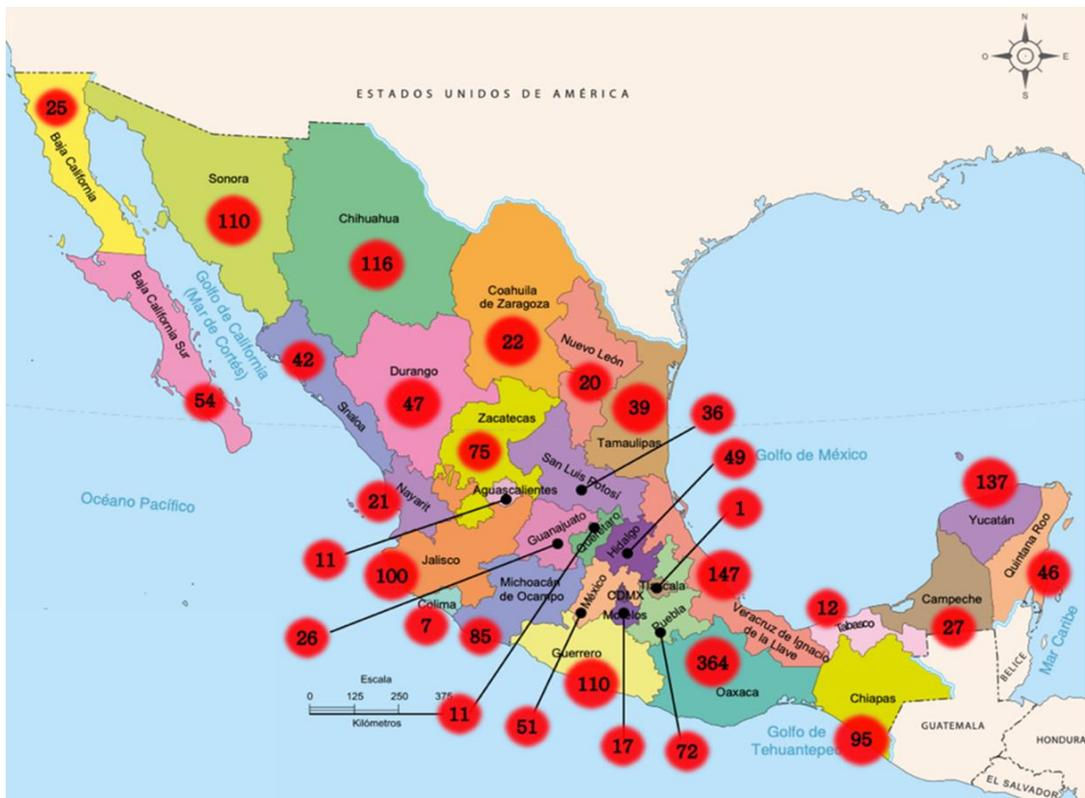 N
O
E
S
ESTADOS UNIDOS DE AMÉRICA
25
Baja California
Sonora
110
Chihuahua
116
Coahuila
de Zaragoza
22
Nuevo León
20
39
Tamaulipas
Golfo de California
(Mar de Cortés)
Baja California Sur
54
42
Sinaloa
Durango
47
Zacatecas
75
San Luis Potosí
36
49
Golfo de México
1
Océano Pacífico
21
Nayarit
Aguascalientes
11
Jalisco
100
Guanajuato
Querétaro
Hidalgo
137
Yucatán
Quintana Roo
46
Mar Caribe
Campeche
27
12
Tabasco
147
Veracruz de Ignacio
de la Llave
Tlaxcala
México
CDMX
Morelos
Puebla
Michoacán
de Ocampo
Colima
7
85
26
Guerrero
110
364
Oaxaca
Chiapas
95
Golfo de
Tehuantepec
BELICE
GUATEMALA
HONDURA
EL SALVADOR
Escala
0 125 250 375
Kilómetros
11
51
17
72